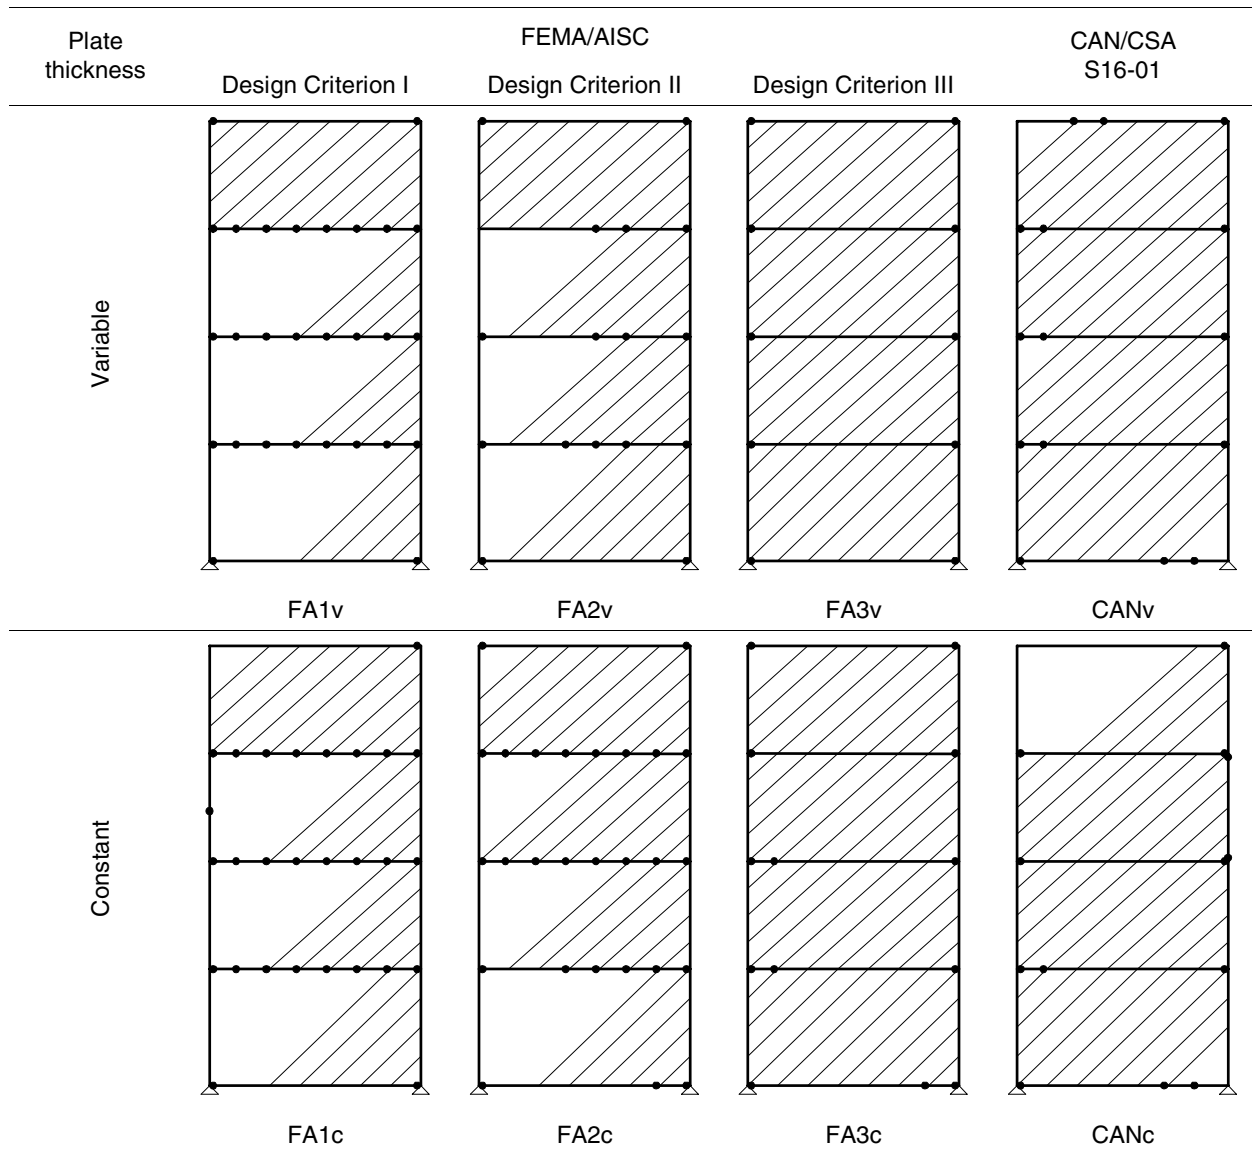 Plate
thickness
FEMA/AISC
Design Criterion I
Design Criterion II
Design Criterion III
CAN/CSA
S16-01
Variable
FA1v
FA2v
FA3v
CANv
Constant
FA1c
FA2c
FA3c
CANc